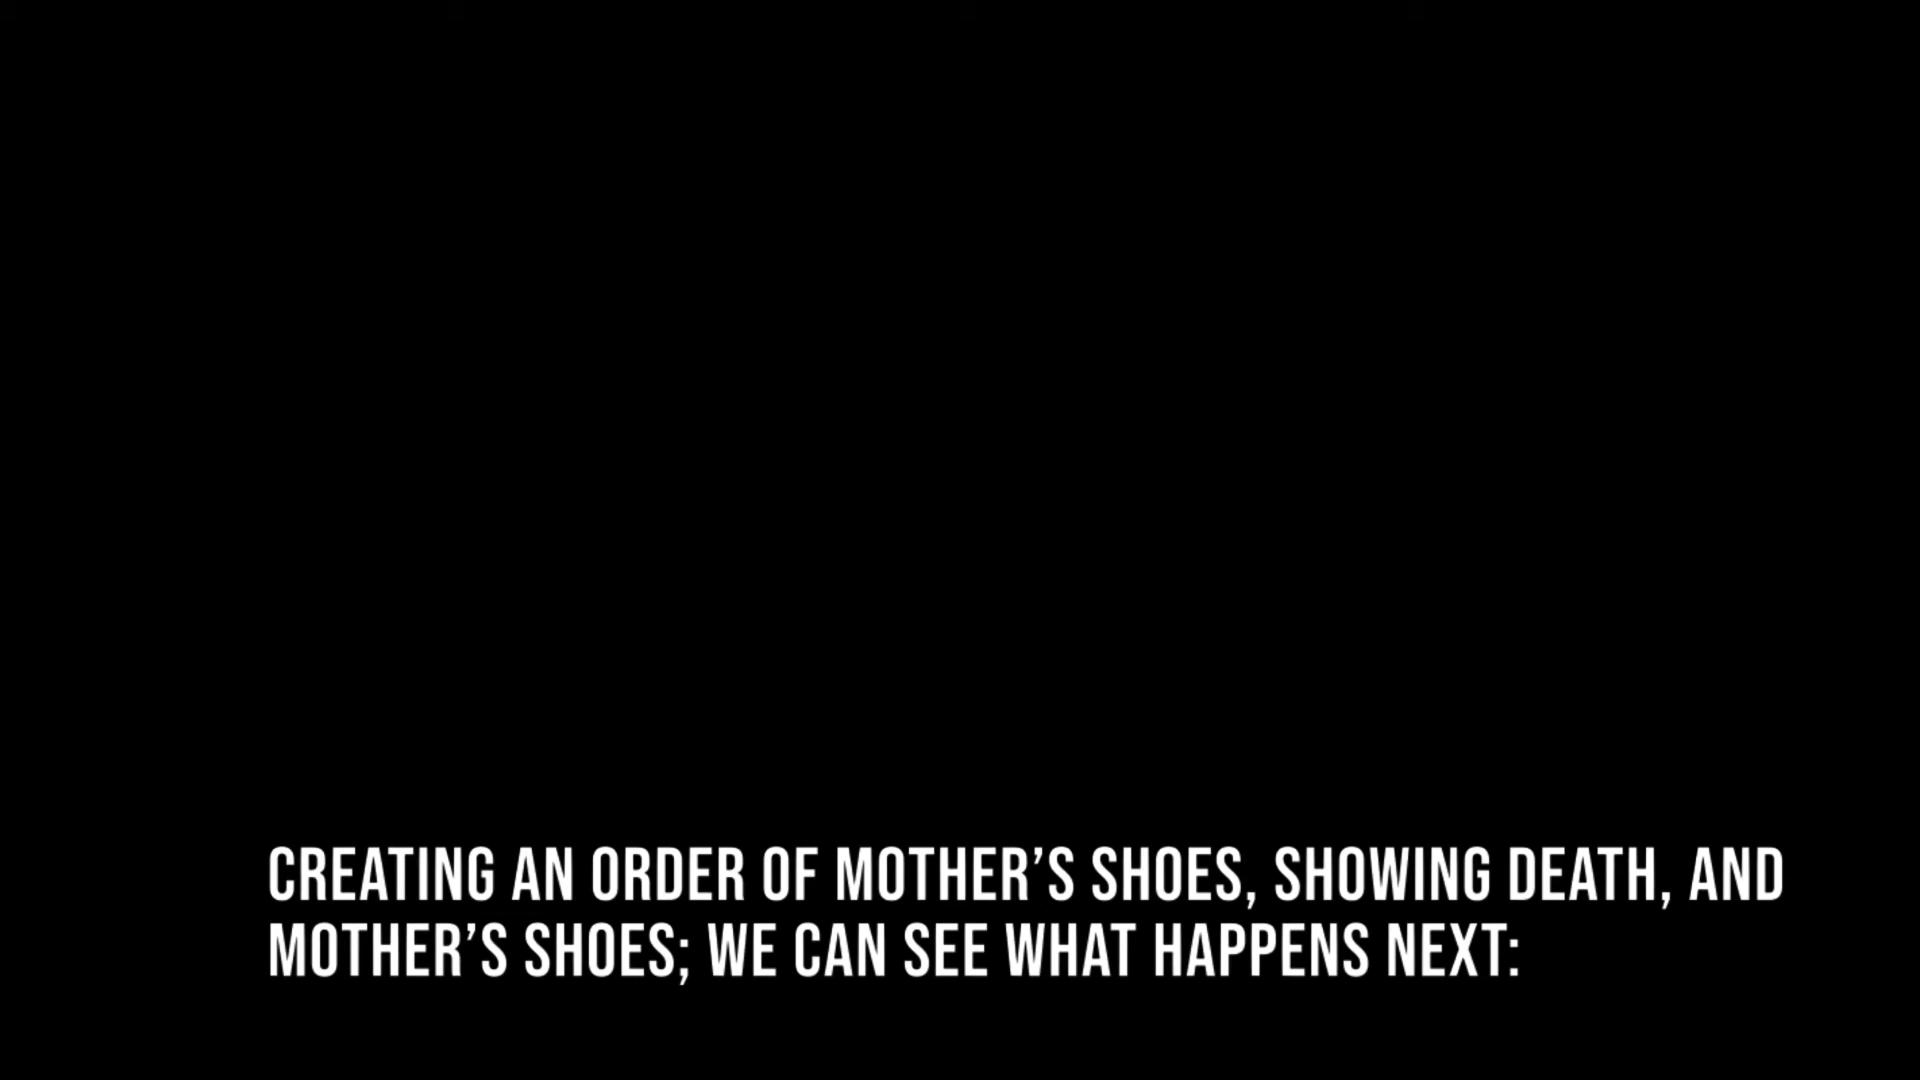 CREATING AN ORDER OF MOTHER’S SHOES, SHOWING DEATH, AND
MOTHER’S SHOES; WE CAN SEE WHAT HAPPENS NEXT: